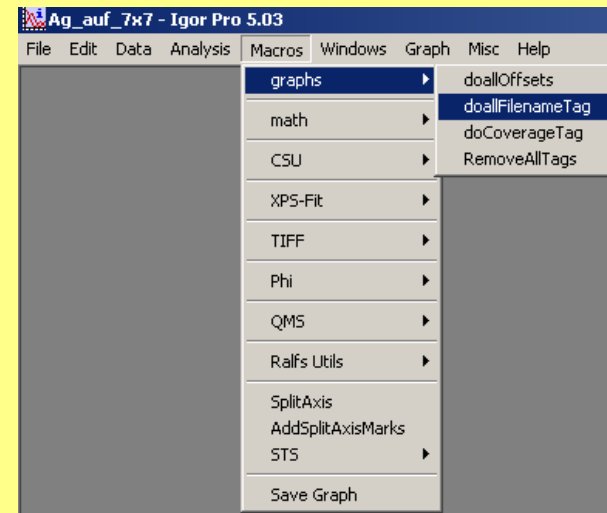 Ag_auf_7x7 - Igor Pro 5.03
File Edit Data Analysis Macros Windows Graph Misc Help
graphs
math
CSU
XPS-Fit
TIFF
Phi
QMS
Ralfs Utils
SplitAxis
AddSplitAxisMarks
STS
Save Graph
doallOffsets
doallFilenameTag
doCoverageTag
RemoveAllTags